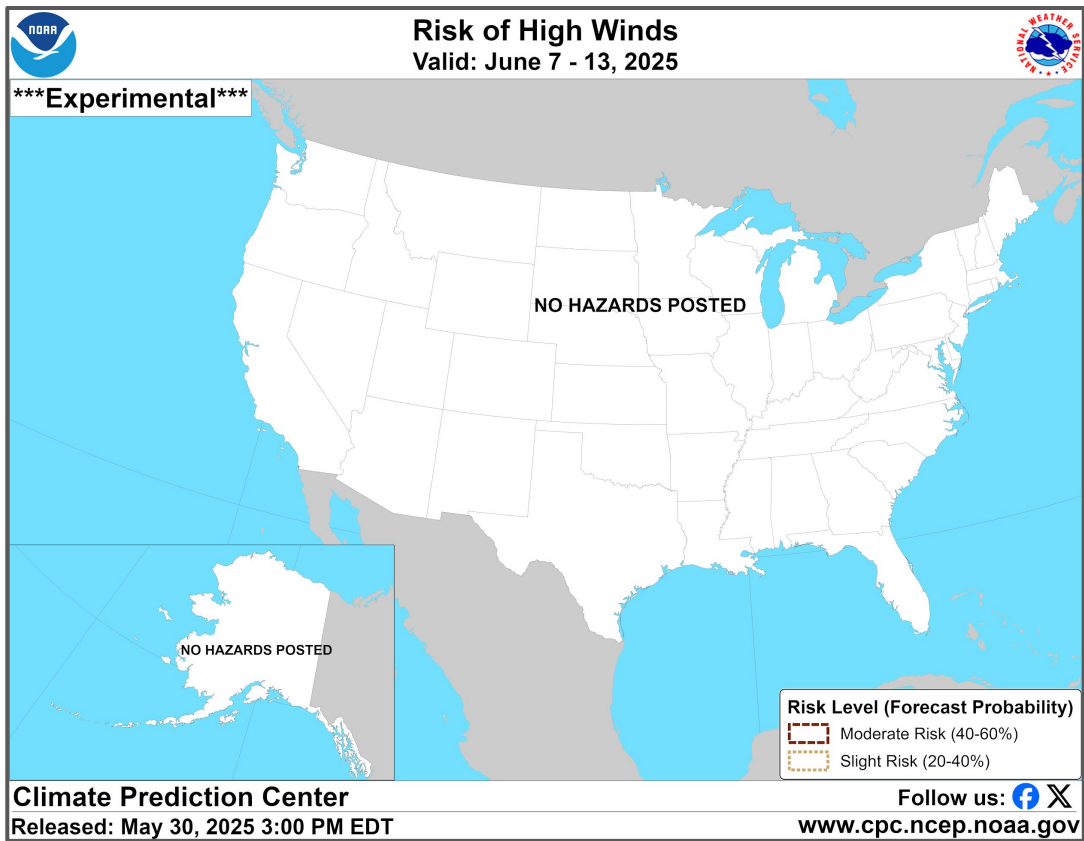 NOAA
Risk of High Winds
Valid: June 7 - 13, 2025
NATIONAL WEATHER SERVICE
***Experimental***
NO HAZARDS POSTED
NO HAZARDS POSTED
Risk Level (Forecast Probability)
Moderate Risk (40-60%)
Slight Risk (20-40%)
Climate Prediction Center
Follow us:
Released: May 30, 2025 3:00 PM EDT
www.cpc.ncep.noaa.gov